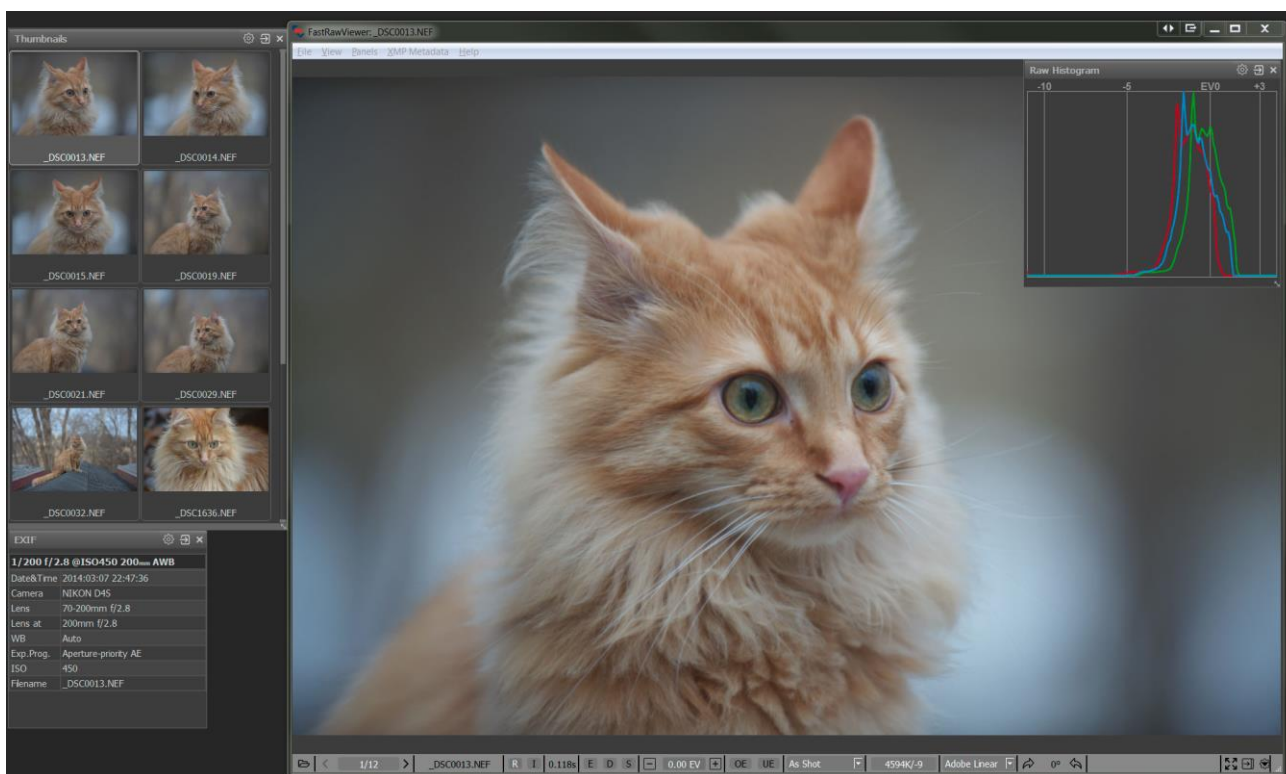 Thumbnails
_DSC0013.NEF
_DSC0014.NEF
_DSC0015.NEF
_DSC0019.NEF
_DSC0021.NEF
_DSC0029.NEF
_DSC0032.NEF
_DSC1636.NEF
EXIF
1/200 f/2.8 @ISO450 200mm AWB
Date&Time 2014:03:07 22:47:36
Camera NIKON D4S
Lens 70-200mm f/2.8
Lens at 200mm f/2.8
WB Auto
Exp.Prog. Aperture-priority AE
ISO 450
Filename _DSC0013.NEF
FastRawViewer: _DSC0013.NEF
File View Panels XMP Metadata Help
Raw Histogram
-10 -5 EV0 +3
1/12 _DSC0013.NEF R I 0.118s E D S 0.00 EV OE UE As Shot 4594K/-9 Adobe Linear 0°